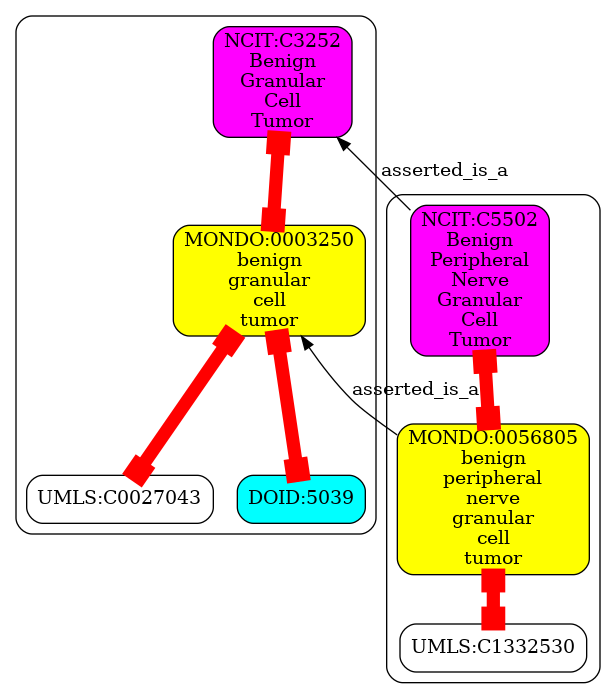 NCIT:C3252
Benign
Granular
Cell
Tumor
asserted_is_a
NCIT:C5502
Benign
Peripheral
Nerve
Granular
Cell
Tumor
MONDO:0003250
benign
granular
cell
tumor
asserted_is_a
MONDO:0056805
benign
peripheral
nerve
granular
cell
tumor
UMLS:C0027043
DOID:5039
UMLS:C1332530